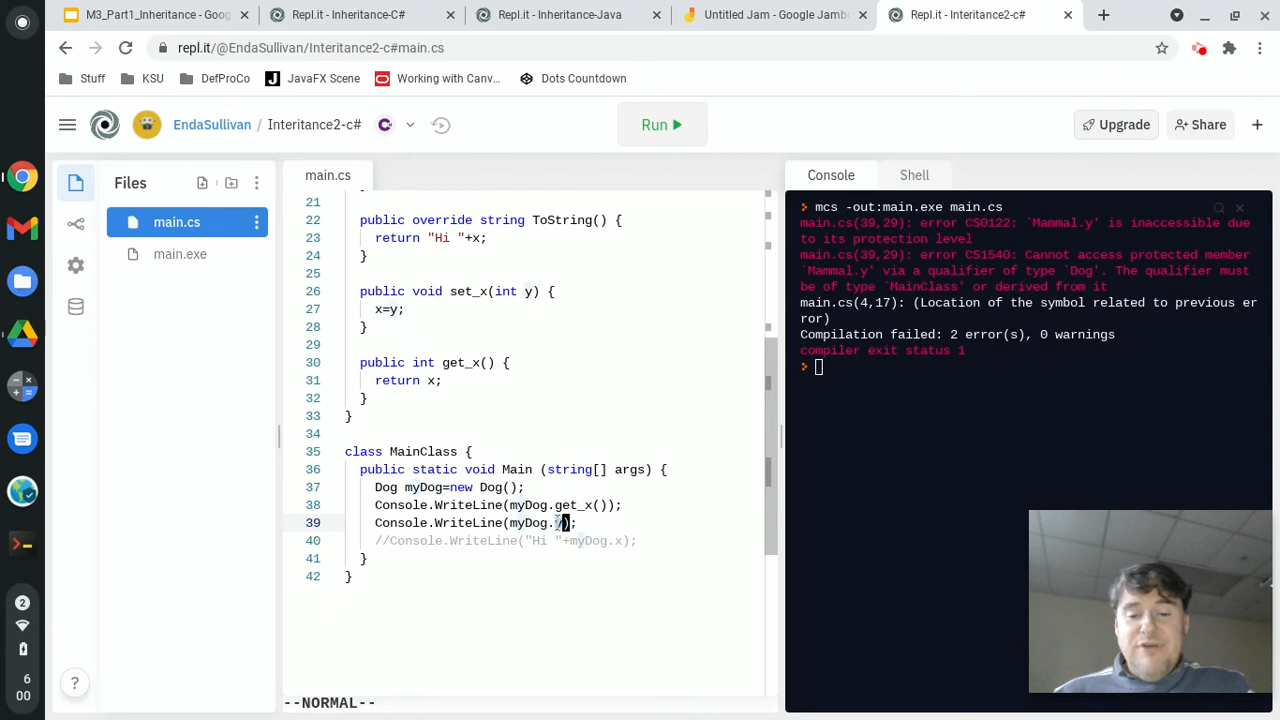 M3_Part1_Inheritance - Goog
Repl.it - Inheritance-C#
Repl.it - Inheritance-Java
Untitled Jam - Google Jambo
Repl.it - Interitance2-c#
repl.it/@EndaSullivan/Interitance2-c#main.cs
Stuff
KSU
DefProCo
JavaFX Scene
Working with Canv...
Dots Countdown
EndaSullivan / Interitance2-c#
Run
Upgrade
Share
Files
main.cs
main.exe
main.cs
21 }
22 public override string ToString() {
23 return "Hi "+x;
24 }
25
26 public void set_x(int y) {
27 x=y;
28 }
29
30 public int get_x() {
31 return x;
32 }
33 }
34
35 class MainClass {
36 public static void Main (string[] args) {
37 Dog myDog=new Dog();
38 Console.WriteLine(myDog.get_x());
39 Console.WriteLine(myDog.y);
40 //Console.WriteLine("Hi "+myDog.x);
41 }
42 }
--NORMAL--
Console
Shell
mcs -out:main.exe main.cs
main.cs(39,29): error CS0122: `Mammal.y' is inaccessible due
to its protection level
main.cs(39,29): error CS1540: Cannot access protected member
`Mammal.y' via a qualifier of type `Dog'. The qualifier must
be of type `MainClass' or derived from it
main.cs(4,17): (Location of the symbol related to previous er
ror)
Compilation failed: 2 error(s), 0 warnings
compiler exit status 1
2
6
00
?